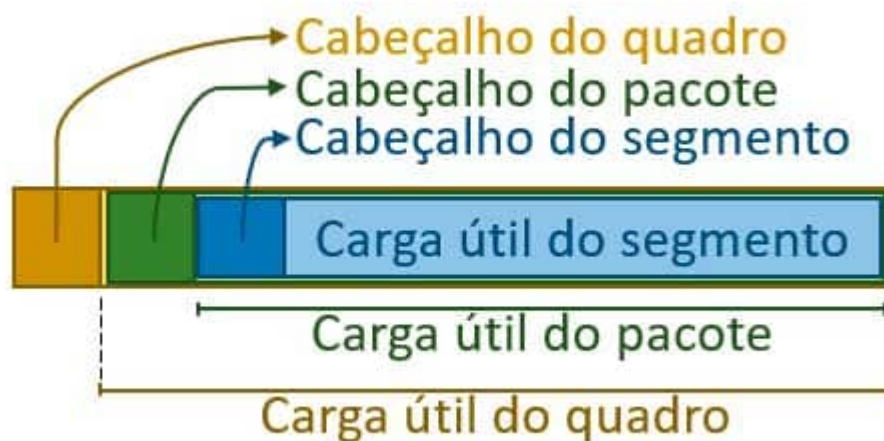 Cabeçalho do quadro
Cabeçalho do pacote
Cabeçalho do segmento
Carga útil do segmento
Carga útil do pacote
Carga útil do quadro